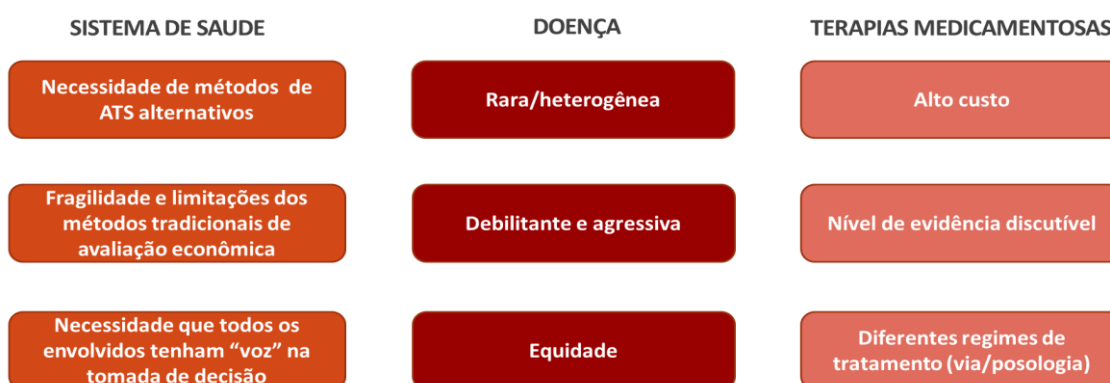 SISTEMA DE SAUDE
DOENÇA
TERAPIAS MEDICAMENTOSAS
Necessidade de métodos de
ATS alternativos
Rara/heterogênea
Alto custo
Fragilidade e limitações dos
métodos tradicionais de
avaliação econômica
Debilitante e agressiva
Nível de evidência discutível
Necessidade que todos os
envolvidos tenham “voz” na
tomada de decisão
Equidade
Diferentes regimes de
tratamento (via/posologia)